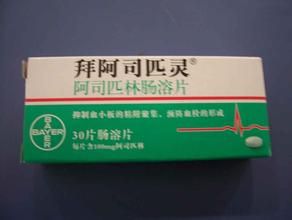 拜阿司匹灵®
阿司匹林肠溶片
抑制血小板的粘附聚集、预防血栓的形成
BAYER
BAYER
30片肠溶片
每片含100mg阿司匹林